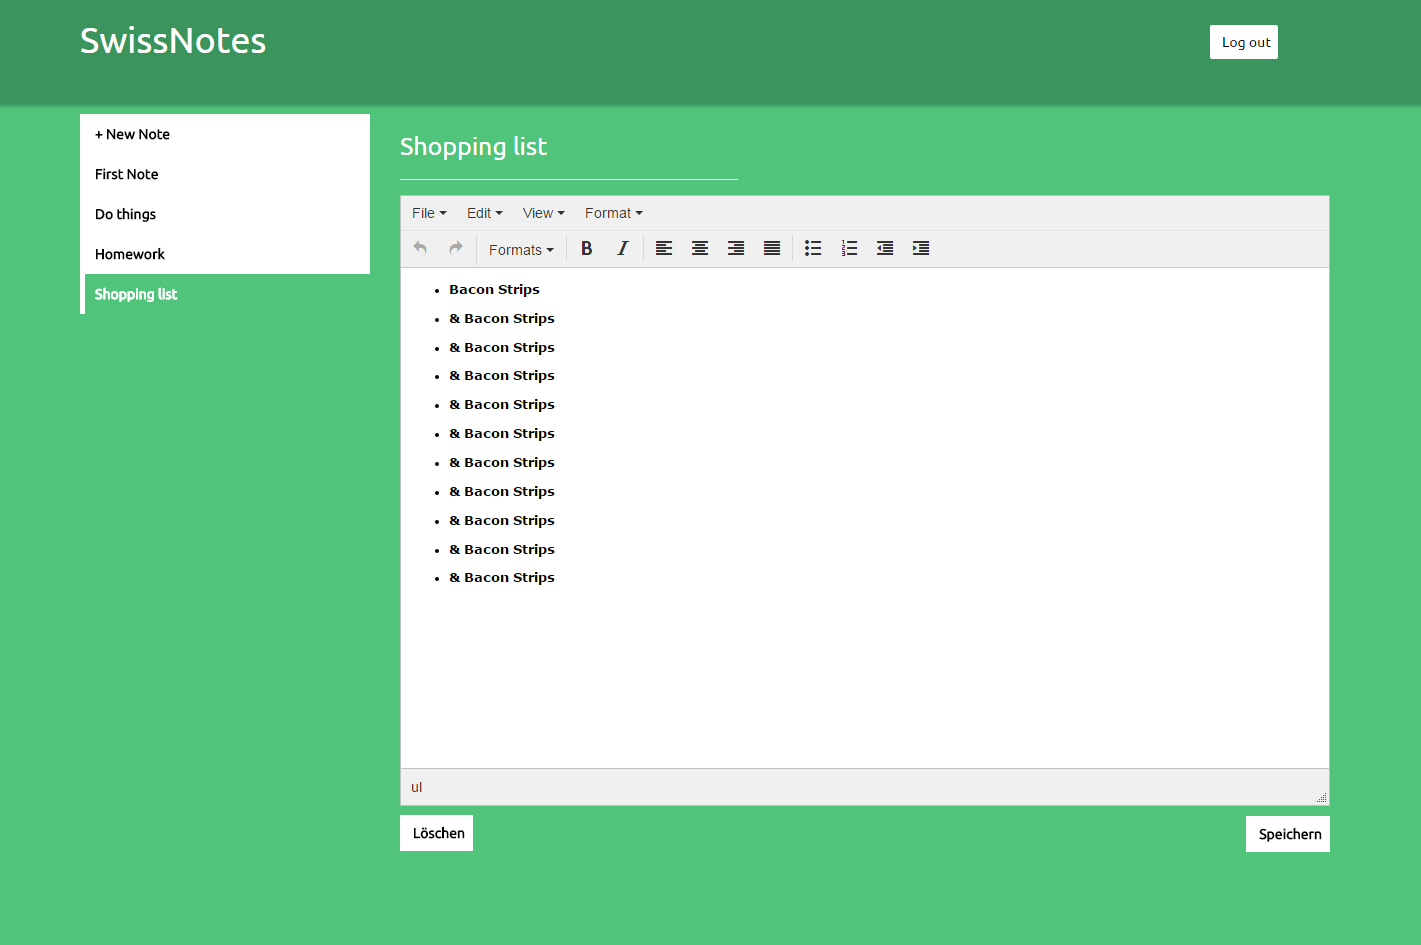 SwissNotes
Log out
+ New Note
First Note
Do things
Homework
Shopping list
Shopping list
File Edit View Format
Formats B I
• Bacon Strips
• & Bacon Strips
• & Bacon Strips
• & Bacon Strips
• & Bacon Strips
• & Bacon Strips
• & Bacon Strips
• & Bacon Strips
• & Bacon Strips
• & Bacon Strips
• & Bacon Strips
ul
Löschen
Speichern